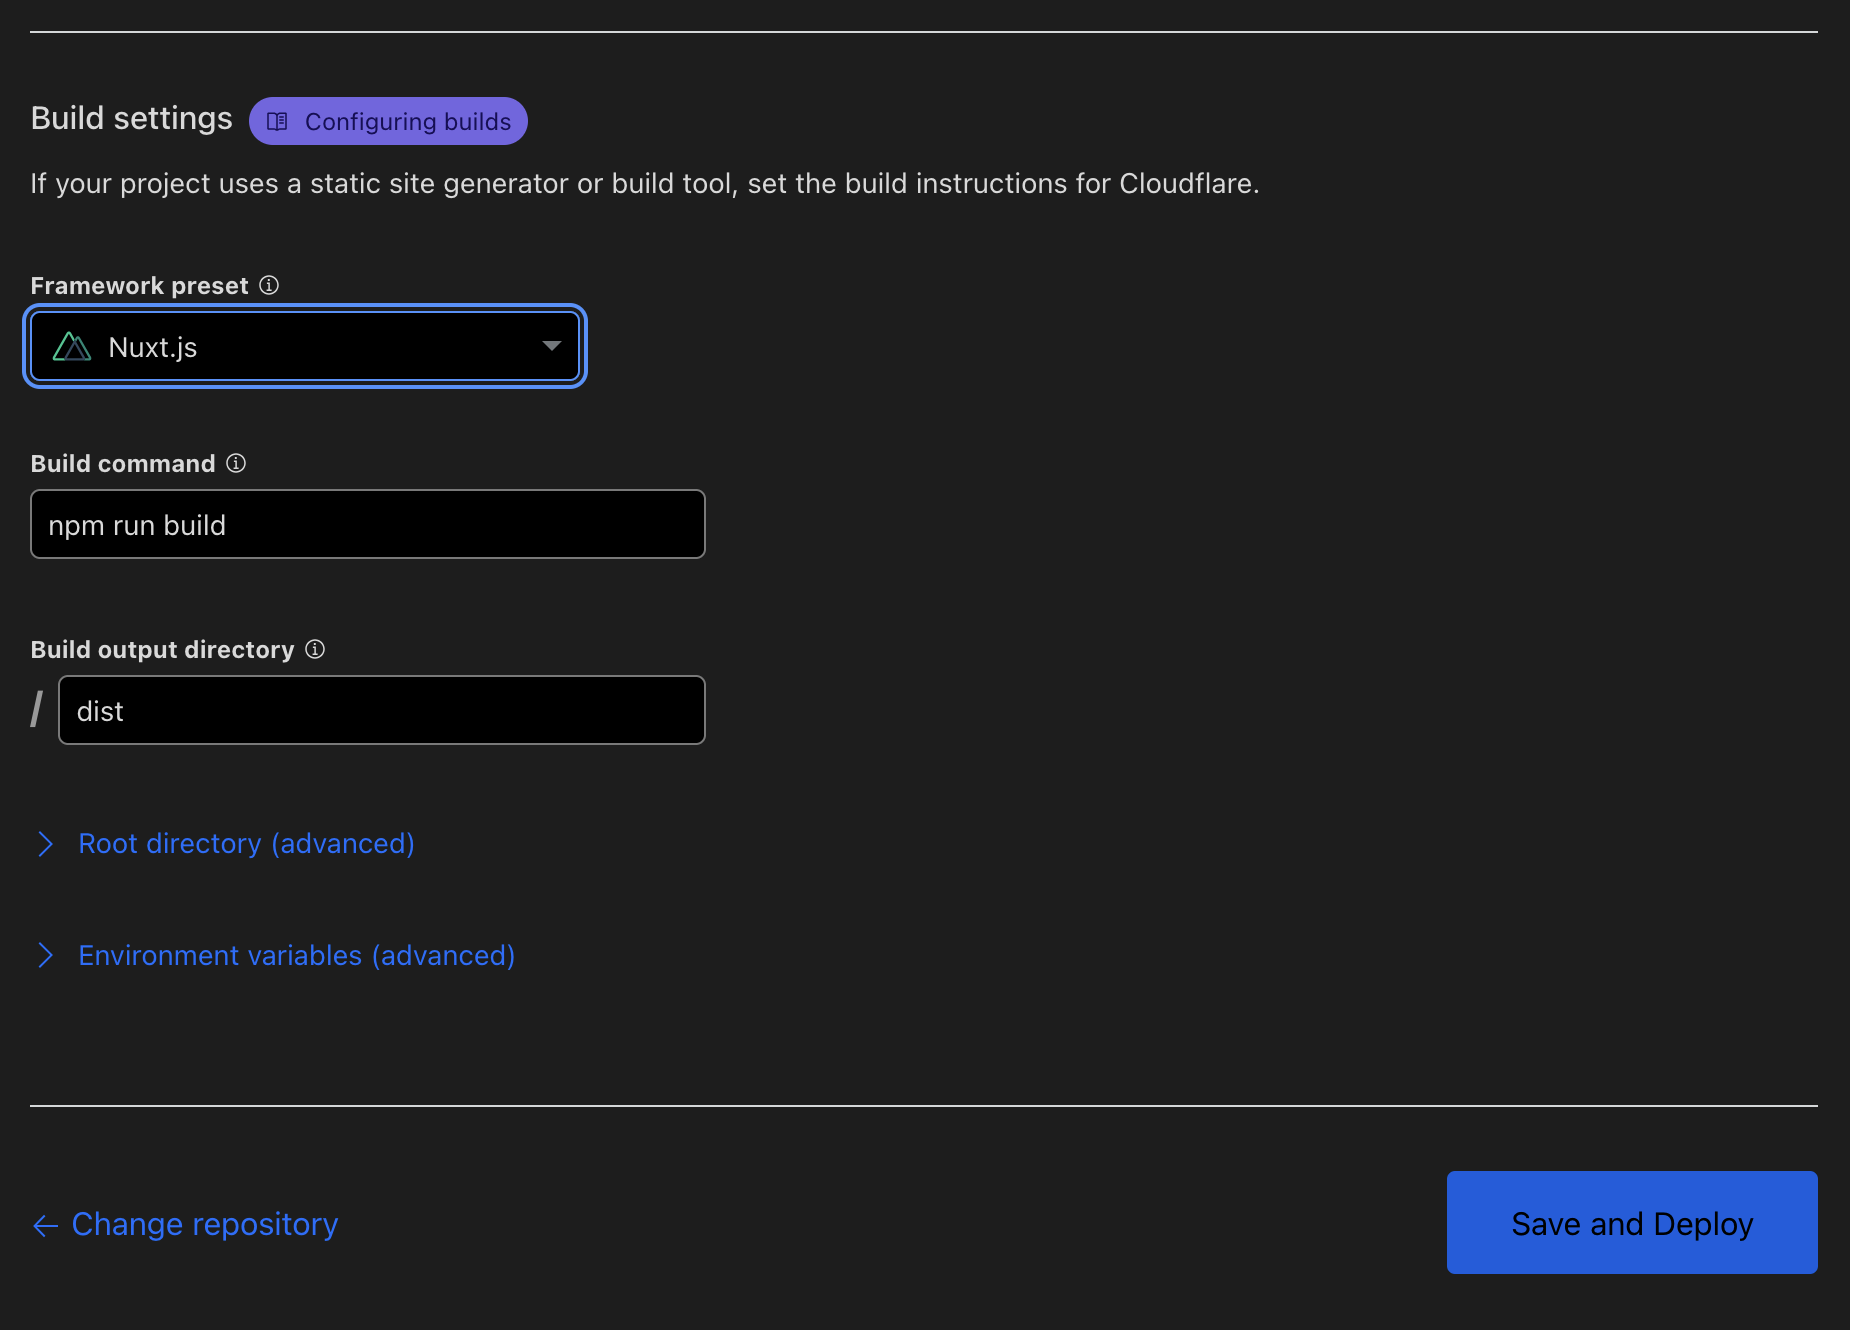 Build settings
Configuring builds
If your project uses a static site generator or build tool, set the build instructions for Cloudflare.
Framework preset
Nuxt.js
Build command
npm run build
Build output directory
/ dist
Root directory (advanced)
Environment variables (advanced)
Change repository
Save and Deploy